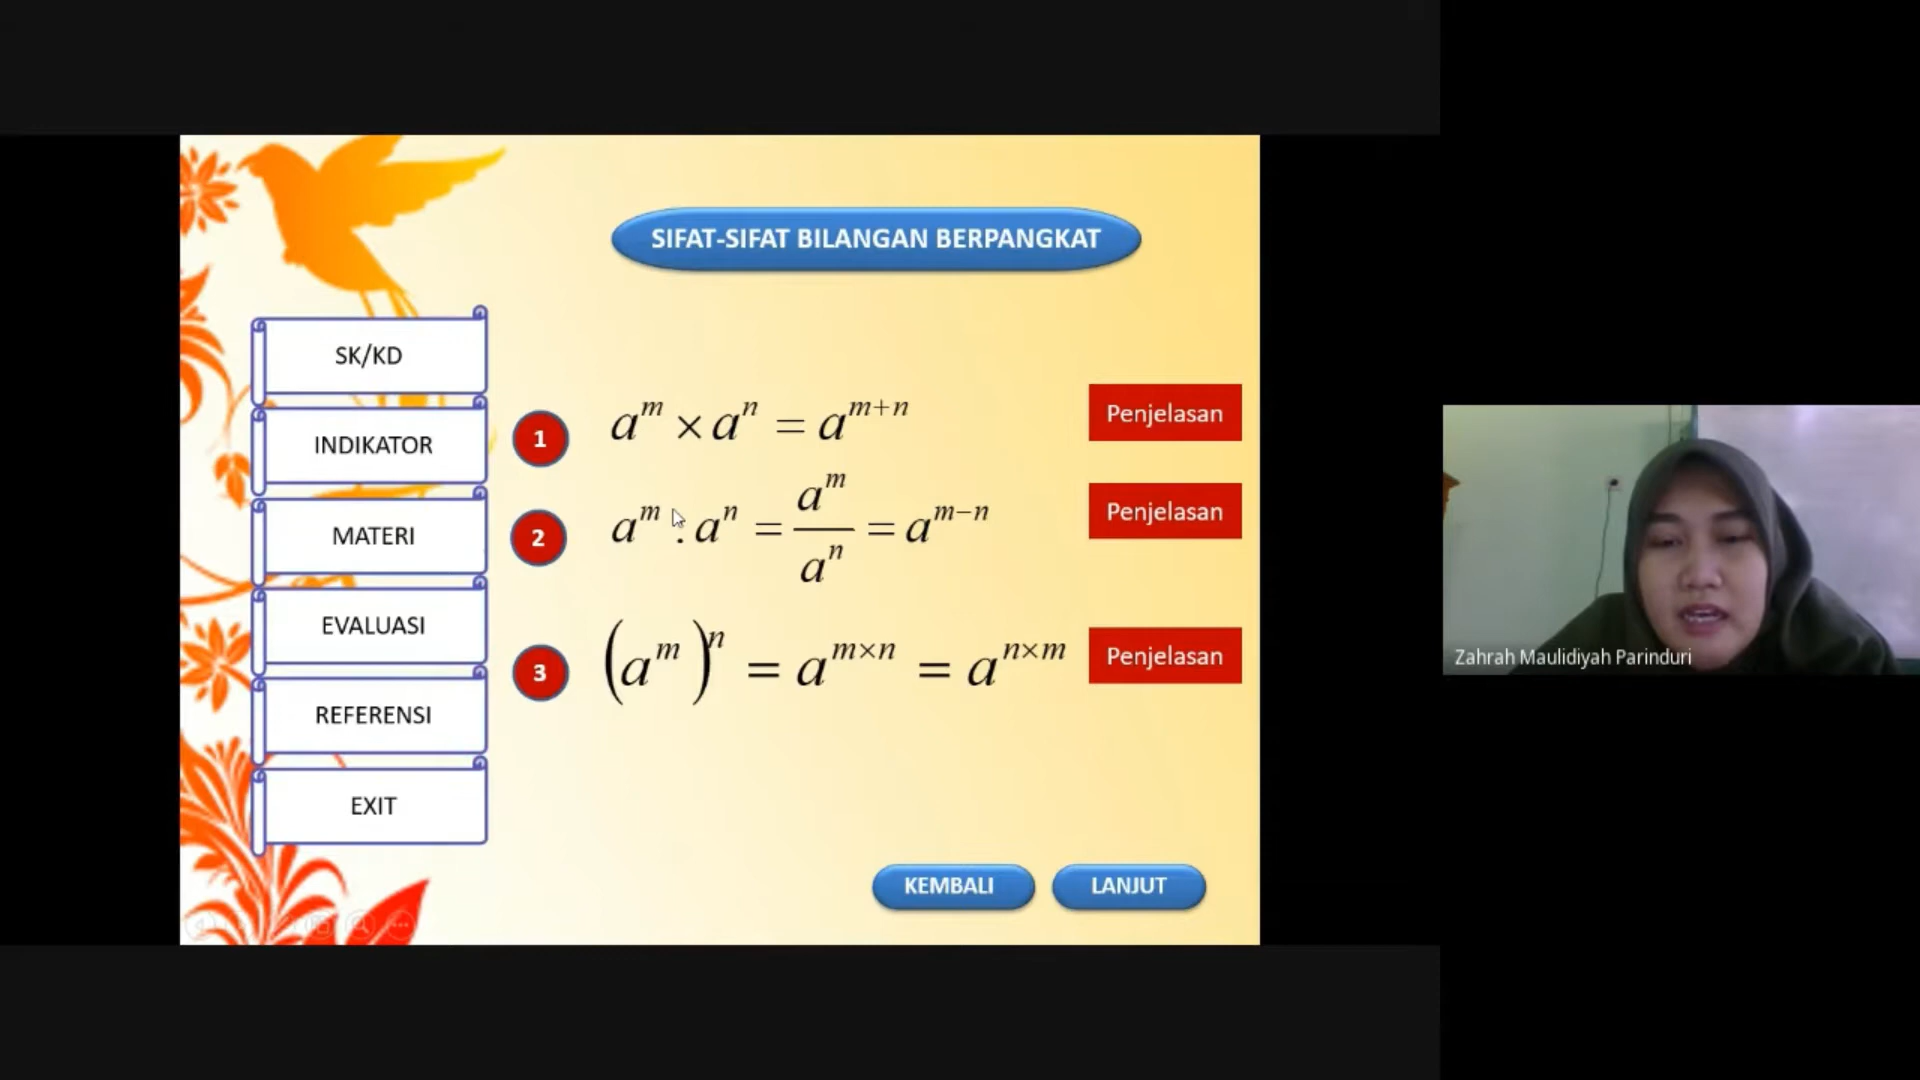 SIFAT-SIFAT BILANGAN BERPANGKAT
SK/KD
INDIKATOR
MATERI
EVALUASI
REFERENSI
EXIT
1 a^m × a^n = a^{m+n} Penjelasan
2 a^m : a^n = \frac{a^m}{a^n} = a^{m−n} Penjelasan
3 (a^m)^n = a^{m×n} = a^{n×m} Penjelasan
KEMBALI LANJUT
Zahrah Maulidiyah Parinduri